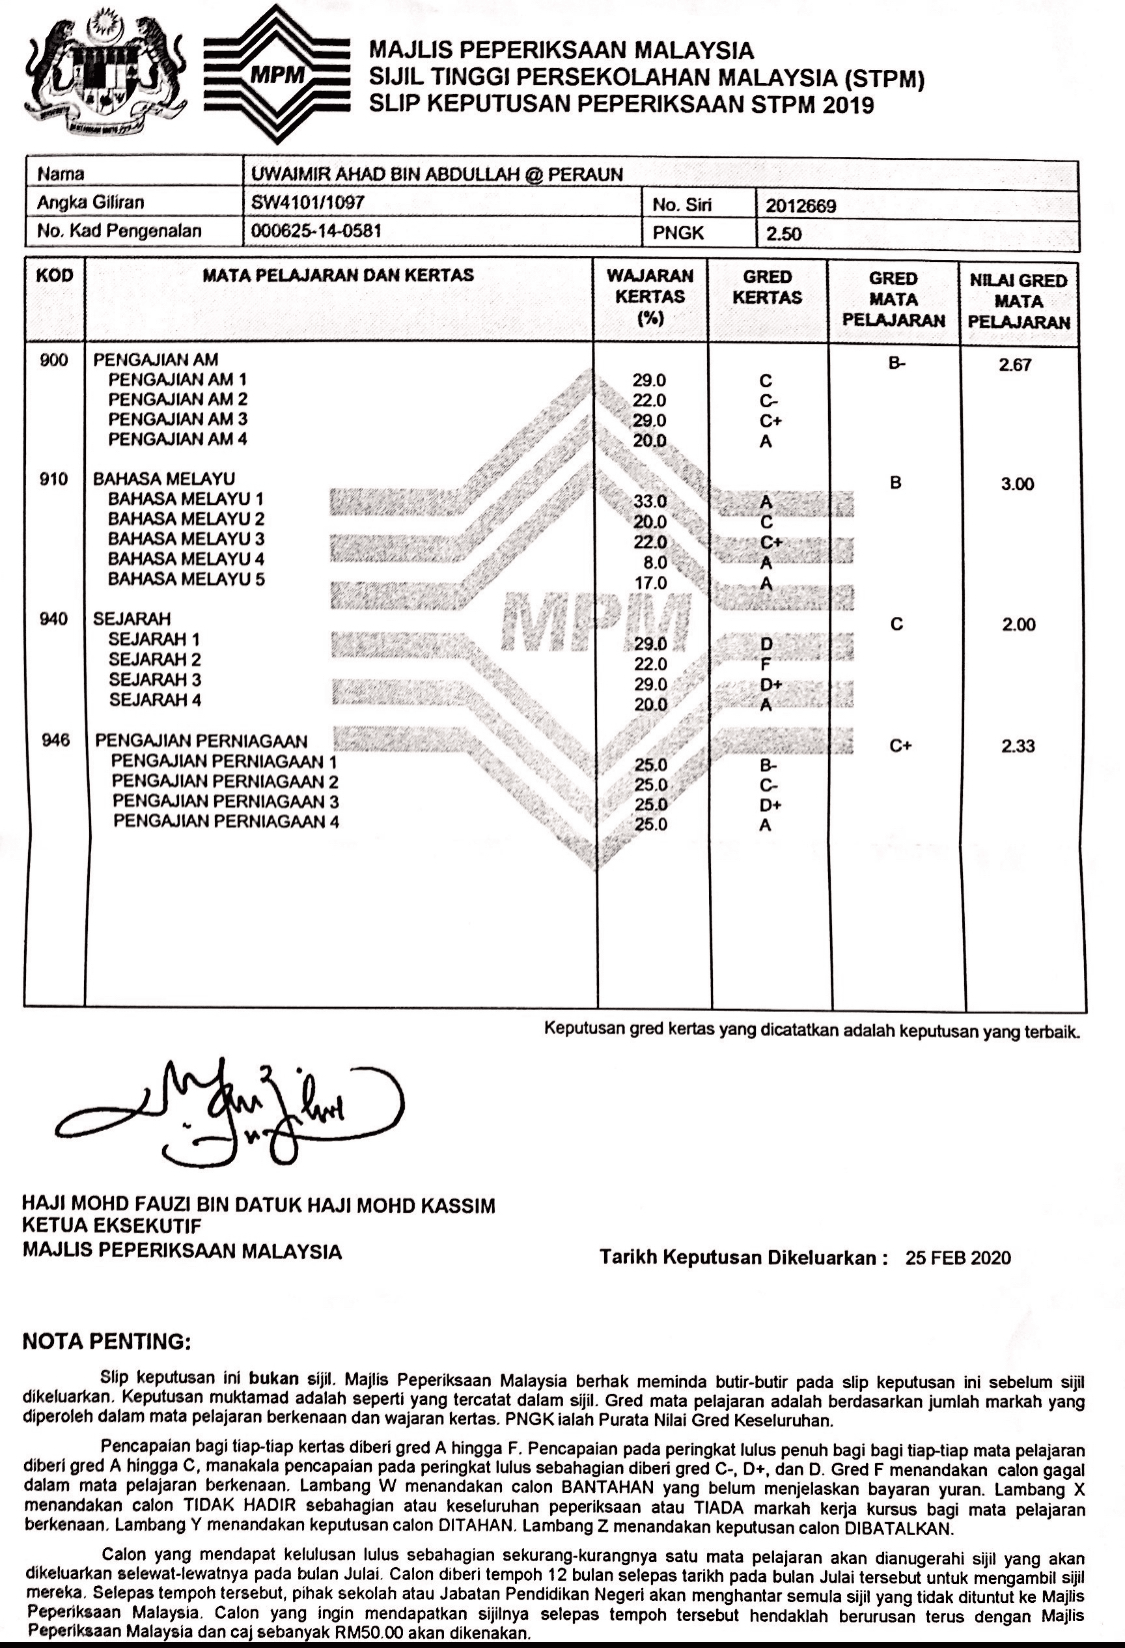 MPM
MAJLIS PEPERIKSAAN MALAYSIA
SIJIL TINGGI PERSEKOLAHAN MALAYSIA (STPM)
SLIP KEPUTUSAN PEPERIKSAAN STPM 2019
Nama UWAIMIR AHAD BIN ABDULLAH @ PERAUN
Angka Giliran SW4101/1097 No. Siri 2012669
No. Kad Pengenalan 000625-14-0581 PNGK 2.50
KOD MATA PELAJARAN DAN KERTAS WAJARAN KERTAS (%) GRED KERTAS GRED MATA PELAJARAN NILAI GRED MATA PELAJARAN
900 PENGAJIAN AM B- 2.67
PENGAJIAN AM 1 29.0 C
PENGAJIAN AM 2 22.0 C-
PENGAJIAN AM 3 29.0 C+
PENGAJIAN AM 4 20.0 A
910 BAHASA MELAYU B 3.00
BAHASA MELAYU 1 33.0 A
BAHASA MELAYU 2 20.0 C
BAHASA MELAYU 3 22.0 C+
BAHASA MELAYU 4 8.0 A
BAHASA MELAYU 5 17.0 A
MPM
940 SEJARAH C 2.00
SEJARAH 1 29.0 D
SEJARAH 2 22.0 F
SEJARAH 3 29.0 D+
SEJARAH 4 20.0 A
946 PENGAJIAN PERNIAGAAN C+ 2.33
PENGAJIAN PERNIAGAAN 1 25.0 B-
PENGAJIAN PERNIAGAAN 2 25.0 C-
PENGAJIAN PERNIAGAAN 3 25.0 D+
PENGAJIAN PERNIAGAAN 4 25.0 A
Keputusan gred kertas yang dicatatkan adalah keputusan yang terbaik.
HAJI MOHD FAUZI BIN DATUK HAJI MOHD KASSIM
KETUA EKSEKUTIF
MAJLIS PEPERIKSAAN MALAYSIA
Tarikh Keputusan Dikeluarkan : 25 FEB 2020
NOTA PENTING:
Slip keputusan ini bukan sijil. Majlis Peperiksaan Malaysia berhak meminda butir-butir pada slip keputusan ini sebelum sijil
dikeluarkan. Keputusan muktamad adalah seperti yang tercatat dalam sijil. Gred mata pelajaran adalah berdasarkan jumlah markah yang
diperoleh dalam mata pelajaran berkenaan dan wajaran kertas. PNGK ialah Purata Nilai Gred Keseluruhan.
Pencapaian bagi tiap-tiap kertas diberi gred A hingga F. Pencapaian pada peringkat lulus penuh bagi bagi tiap-tiap mata pelajaran
diberi gred A hingga C, manakala pencapaian pada peringkat lulus sebahagian diberi gred C-, D+, dan D. Gred F menandakan calon gagal
dalam mata pelajaran berkenaan. Lambang W menandakan calon BANTAHAN yang belum menjelaskan bayaran yuran. Lambang X
menandakan calon TIDAK HADIR sebahagian atau keseluruhan peperiksaan atau TIADA markah kerja kursus bagi mata pelajaran
berkenaan. Lambang Y menandakan keputusan calon DITAHAN. Lambang Z menandakan keputusan calon DIBATALKAN.
Calon yang mendapat kelulusan lulus sebahagian sekurang-kurangnya satu mata pelajaran akan dianugerahi sijil yang akan
dikeluarkan selewat-lewatnya pada bulan Julai. Calon diberi tempoh 12 bulan selepas tarikh pada bulan Julai tersebut untuk mengambil sijil
mereka. Selepas tempoh tersebut, pihak sekolah atau Jabatan Pendidikan Negeri akan menghantar semula sijil yang tidak dituntut ke Majlis
Peperiksaan Malaysia. Calon yang ingin mendapatkan sijilnya selepas tempoh tersebut hendaklah berurusan terus dengan Majlis
Peperiksaan Malaysia dan caj sebanyak RM50.00 akan dikenakan.